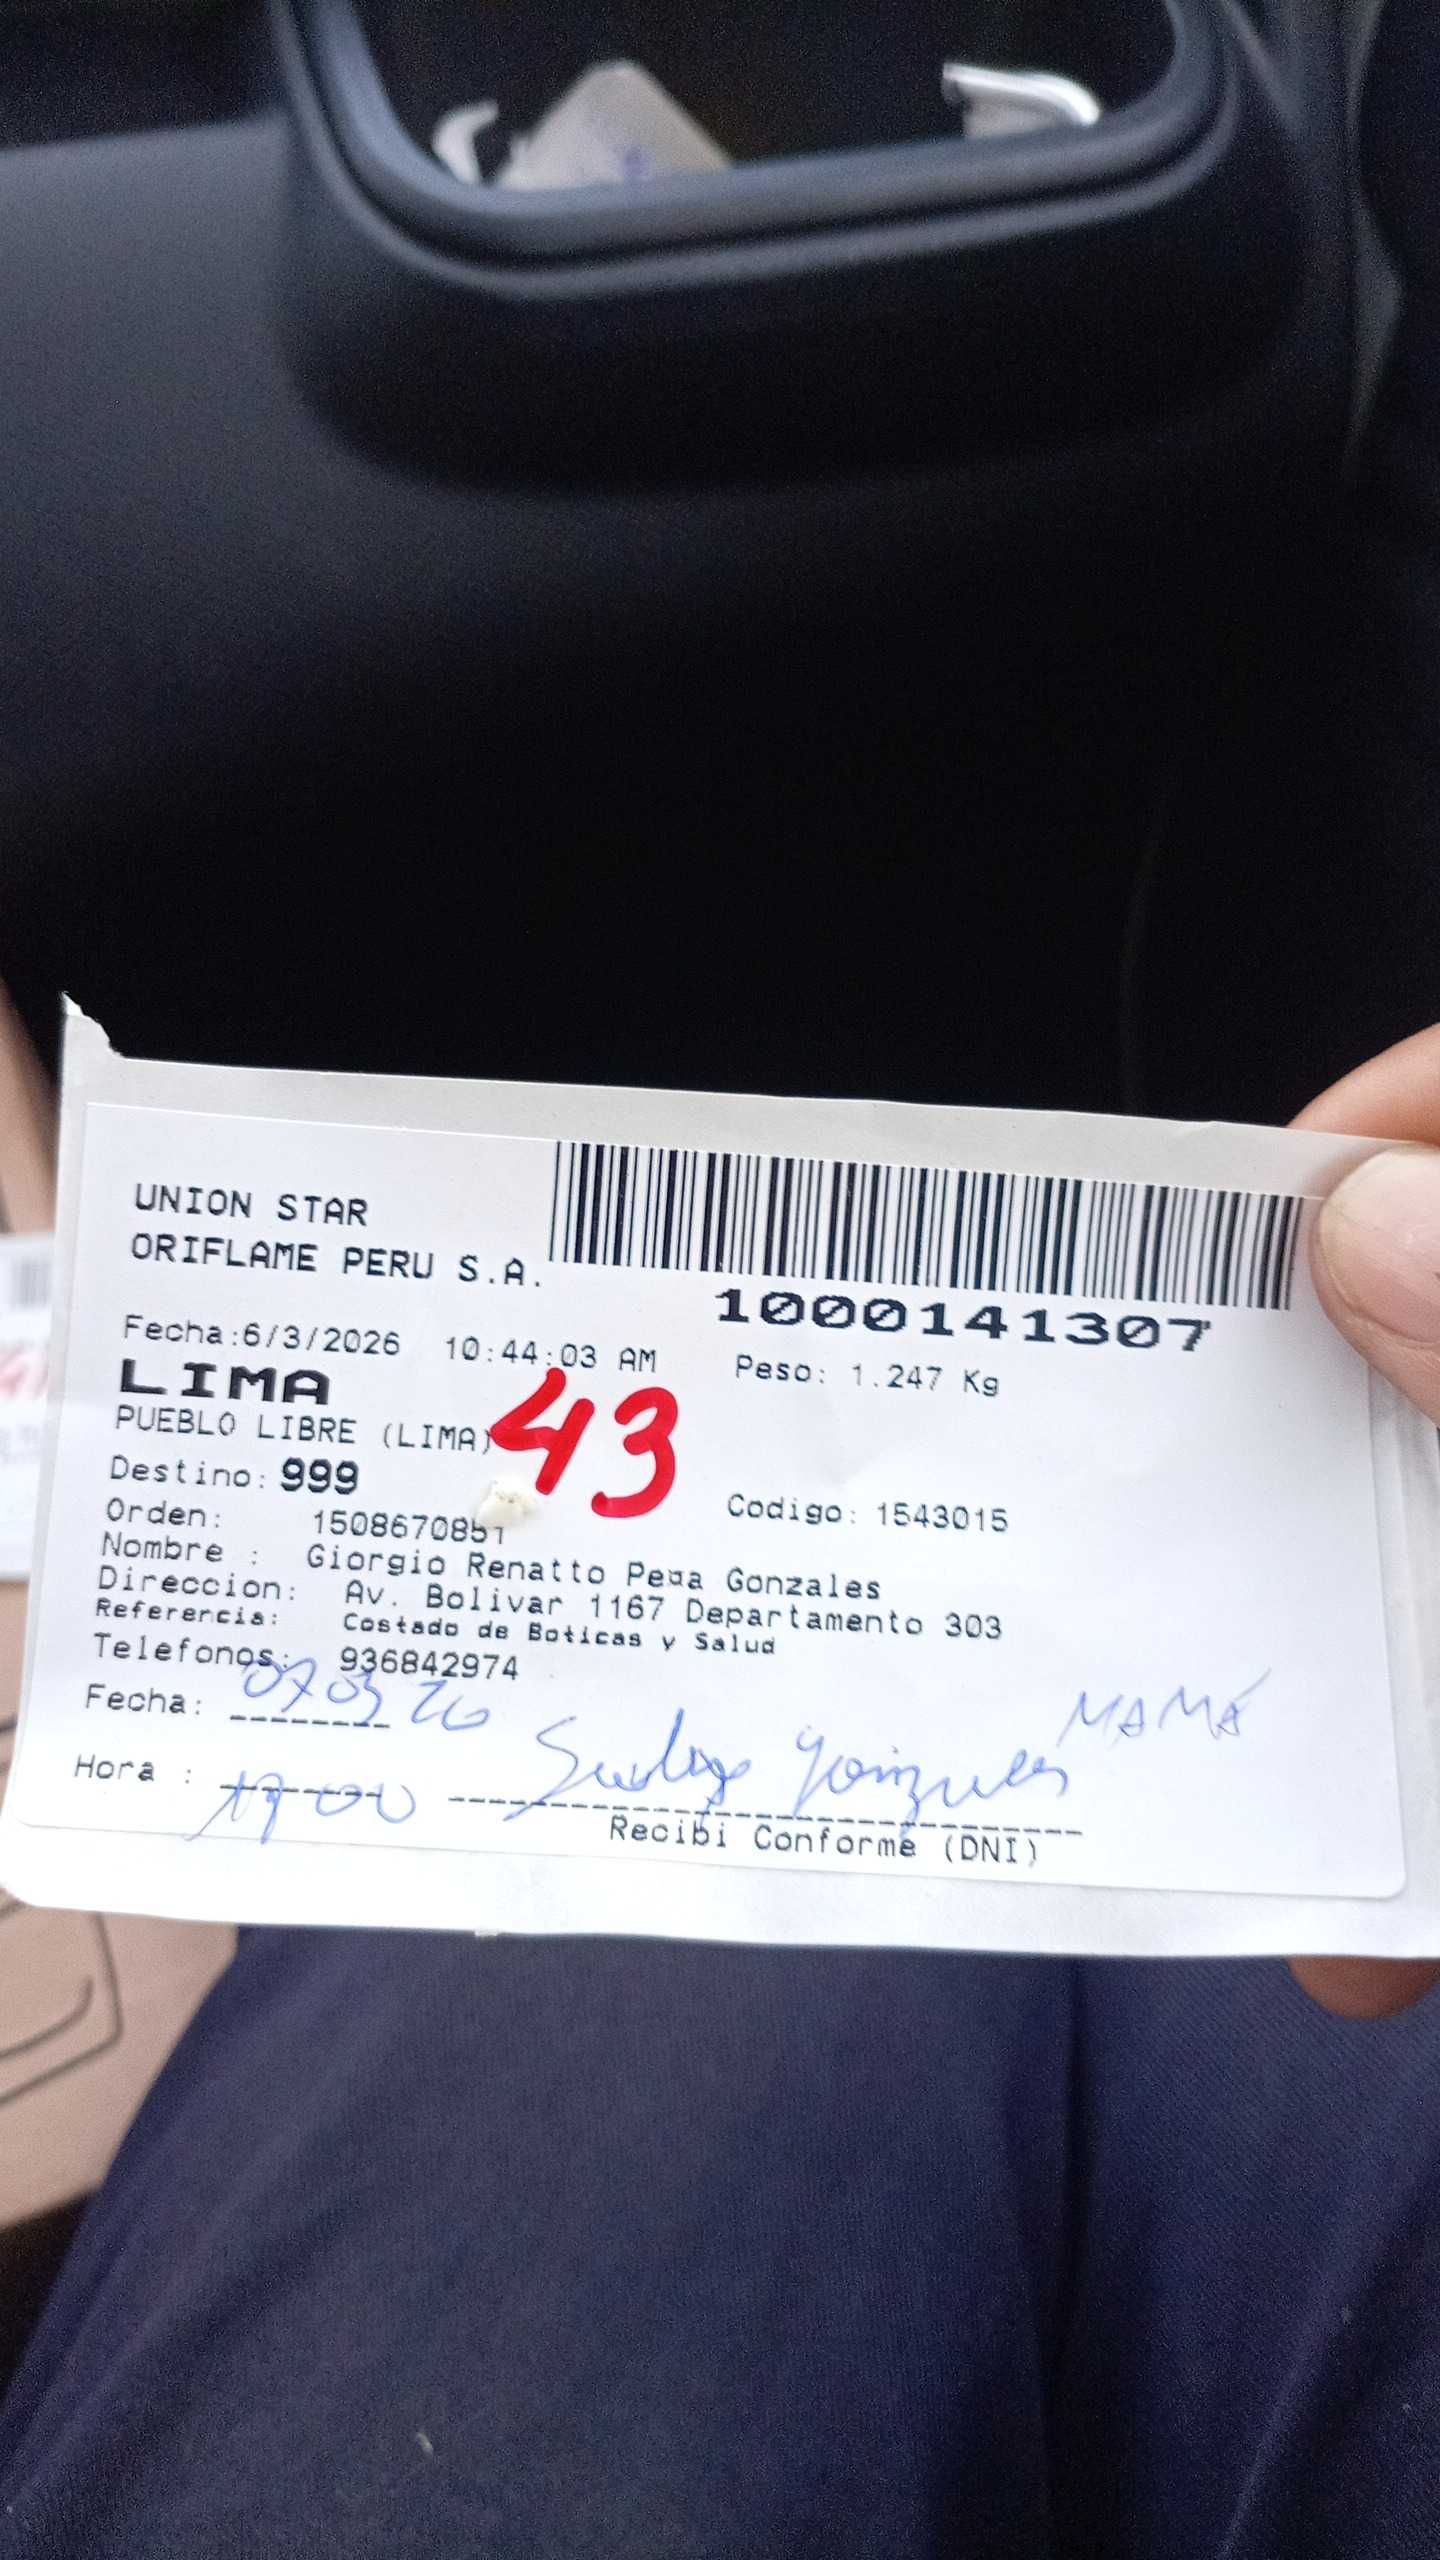 UNION STAR
ORIFLAME PERU S.A.
1000141307
Fecha:6/3/2026 10:44:03 AM Peso: 1.247 Kg
LIMA
PUEBLO LIBRE (LIMA)
43
Destino: 999
Orden: 1508670851 Codigo: 1543015
Nombre : Giorgio Renatto Pena Gonzales
Direccion: Av. Bolivar 1167 Departamento 303
Referencia: Costado de Boticas y Salud
Telefonos: 936842974
Fecha: 07 03 26
MAMÁ
Hora : 17 00
Recibi Conforme (DNI)